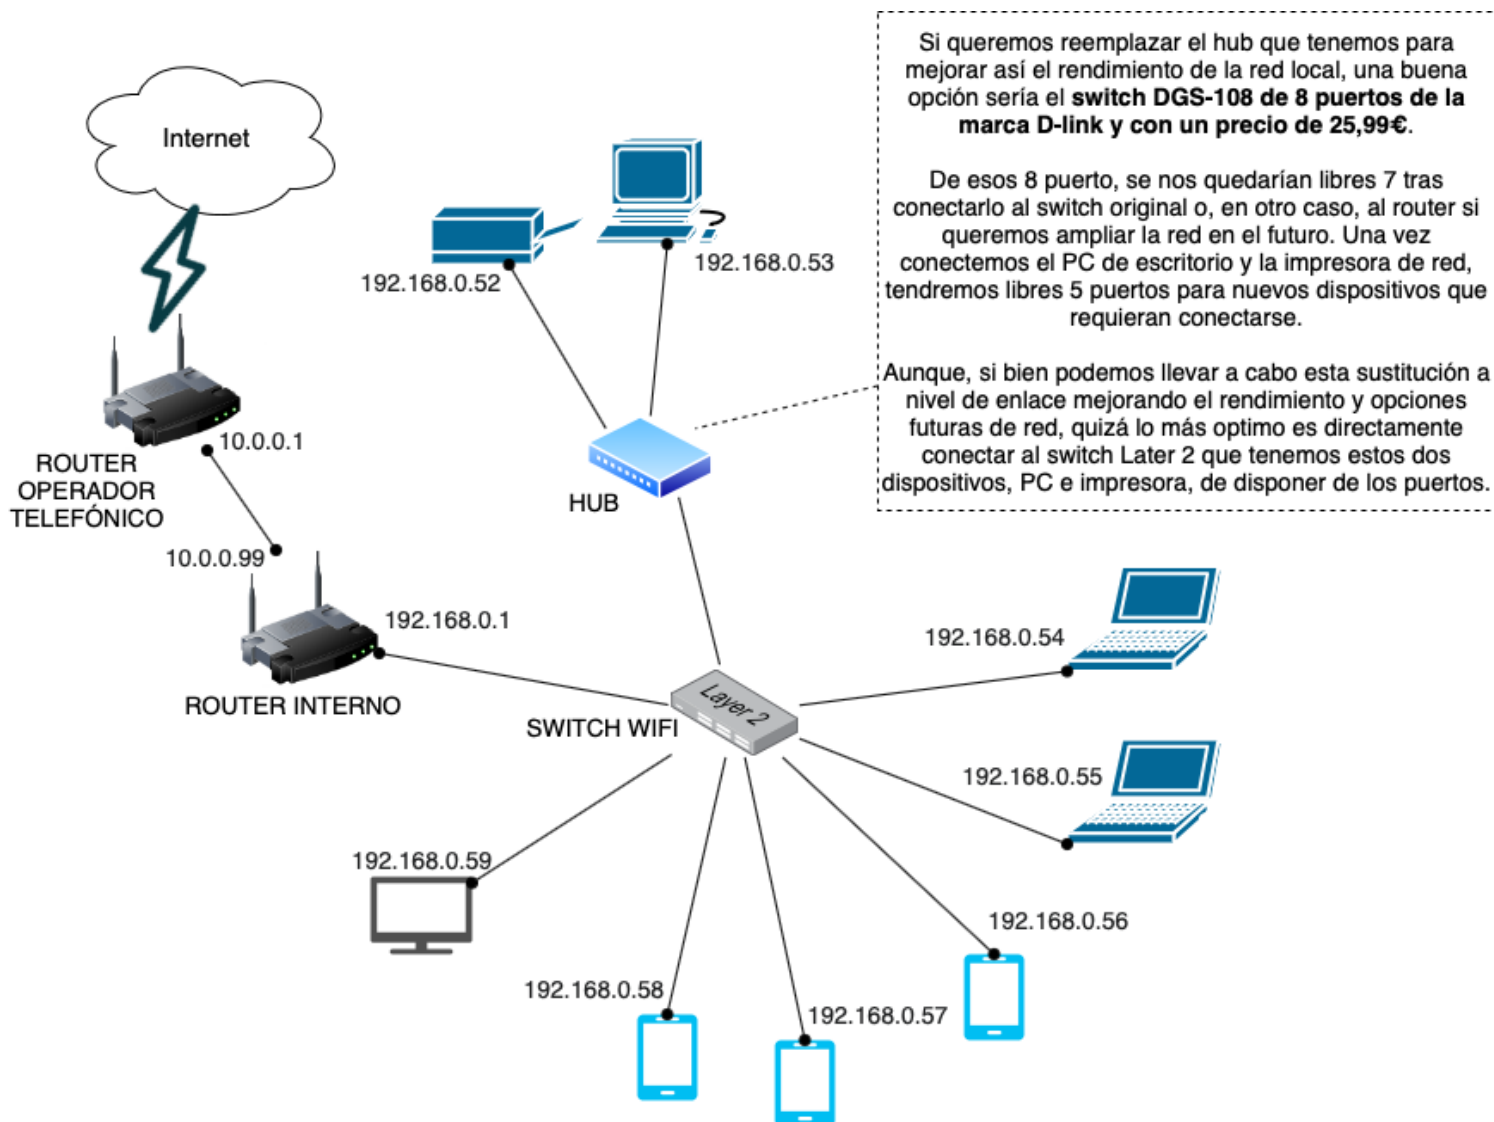 Si queremos reemplazar el hub que tenemos para
mejorar así el rendimiento de la red local, una buena
opción sería el switch DGS-108 de 8 puertos de la
marca D-link y con un precio de 25,99€.
De esos 8 puerto, se nos quedarían libres 7 tras
conectarlo al switch original o, en otro caso, al router si
queremos ampliar la red en el futuro. Una vez
conectemos el PC de escritorio y la impresora de red,
tendremos libres 5 puertos para nuevos dispositivos que
requieran conectarse.
Aunque, si bien podemos llevar a cabo esta sustitución a
nivel de enlace mejorando el rendimiento y opciones
futuras de red, quizá lo más optimo es directamente
conectar al switch Later 2 que tenemos estos dos
dispositivos, PC e impresora, de disponer de los puertos.
Internet
192.168.0.52
192.168.0.53
10.0.0.1
ROUTER
OPERADOR
TELEFÓNICO
HUB
10.0.0.99
192.168.0.1
ROUTER INTERNO
SWITCH WIFI
Layer 2
192.168.0.54
192.168.0.55
192.168.0.59
192.168.0.56
192.168.0.58
192.168.0.57